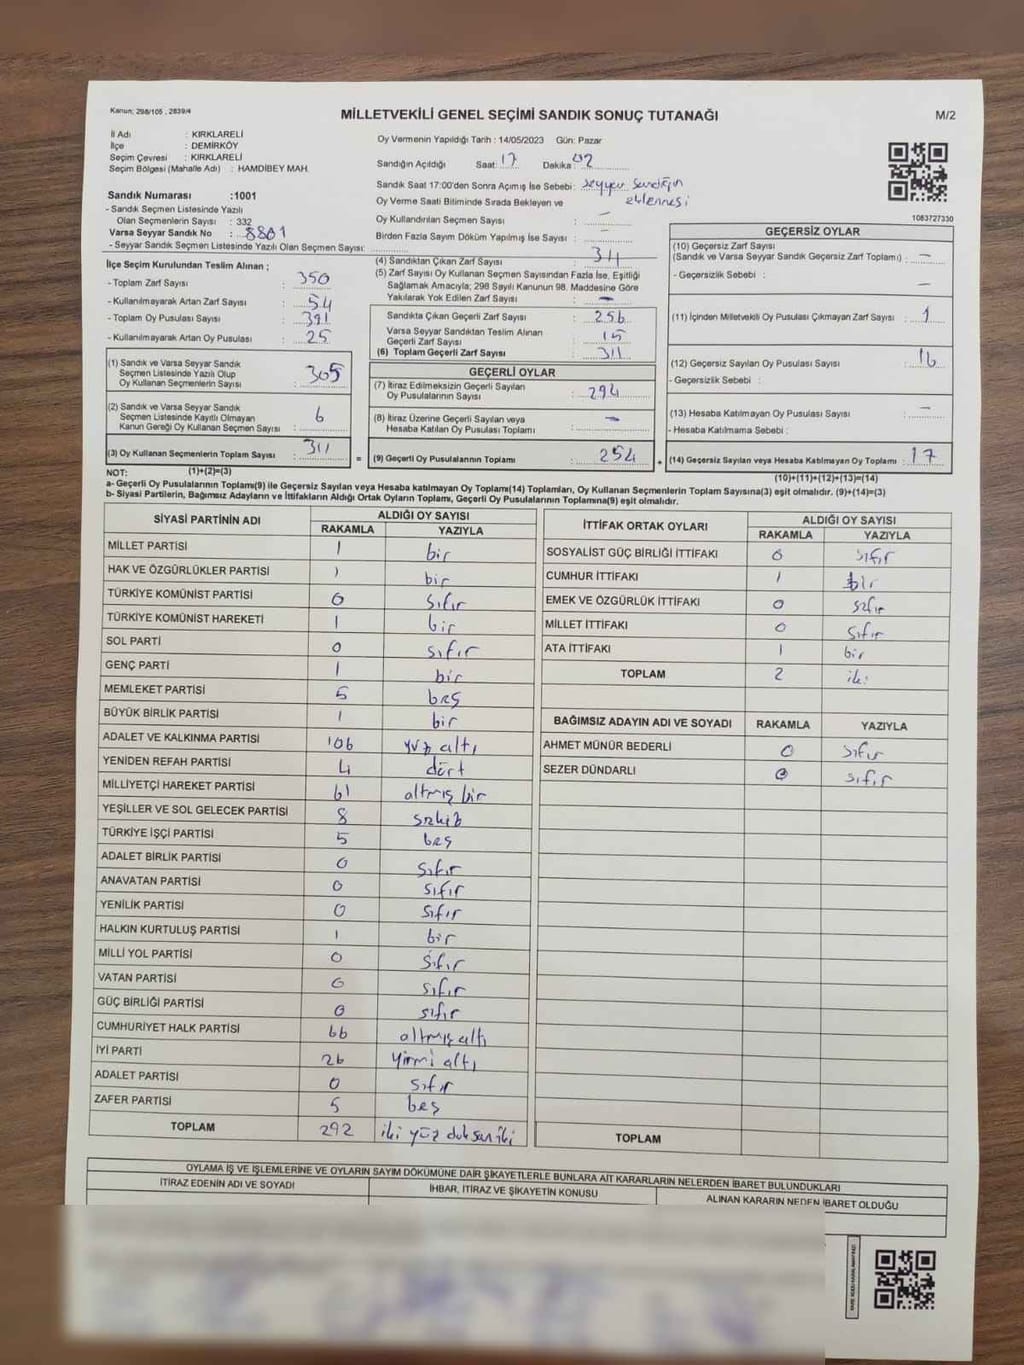 Kanun: 298/105 , 2839/4
MİLLETVEKİLİ GENEL SEÇİMİ SANDIK SONUÇ TUTANAĞI
M/2
İl Adı : KIRKLARELİ
İlçe : DEMİRKÖY
Seçim Çevresi : KIRKLARELİ
Seçim Bölgesi (Mahalle Adı) : HAMDİBEY MAH.
Sandık Numarası :1001
- Sandık Seçmen Listesinde Yazılı
Olan Seçmenlerin Sayısı : 332
Varsa Seyyar Sandık No : 8801
- Seyyar Sandık Seçmen Listesinde Yazılı Olan Seçmen Sayısı:
Oy Vermenin Yapıldığı Tarih : 14/05/2023 Gün: Pazar
Sandığın Açıldığı Saat: 17 Dakika: 02
Sandık Saat 17:00'den Sonra Açımış İse Sebebi: seyyar sandığın
eklenmesi
Oy Verme Saati Bitiminde Sırada Bekleyen ve
Oy Kullandırılan Seçmen Sayısı : –
Birden Fazla Sayım Döküm Yapılmış İse Sayısı : –
1083727330
İlçe Seçim Kurulundan Teslim Alınan ;
- Toplam Zarf Sayısı : 350
- Kullanılmayarak Artan Zarf Sayısı : 54
- Toplam Oy Pusulası Sayısı : 391
- Kullanılmayarak Artan Oy Pusulası : 25
(1) Sandık ve Varsa Seyyar Sandık
Seçmen Listesinde Yazılı Olup
Oy Kullanan Seçmenlerin Sayısı : 305
(2) Sandık ve Varsa Seyyar Sandık
Seçmen Listesinde Kayıtlı Olmayan
Kanun Gereği Oy Kullanan Seçmen Sayısı : 6
(3) Oy Kullanan Seçmenlerin Toplam Sayısı : 311
(4) Sandıktan Çıkan Zarf Sayısı : 311
(5) Zarf Sayısı Oy Kullanan Seçmen Sayısından Fazla İse, Eşitliği
Sağlamak Amacıyla; 298 Sayılı Kanunun 98. Maddesine Göre
Yakılarak Yok Edilen Zarf Sayısı : –
Sandıkta Çıkan Geçerli Zarf Sayısı : 296
Varsa Seyyar Sandıktan Teslim Alınan
Geçerli Zarf Sayısı : 15
(6) Toplam Geçerli Zarf Sayısı : 311
GEÇERLİ OYLAR
(7) İtiraz Edilmeksizin Geçerli Sayılan
Oy Pusulalarının Sayısı : 294
(8) İtiraz Üzerine Geçerli Sayılan veya
Hesaba Katılan Oy Pusulası Toplamı : –
= (9) Geçerli Oy Pusulalarının Toplamı : 294
GEÇERSİZ OYLAR
(10) Geçersiz Zarf Sayısı
(Sandık ve Varsa Seyyar Sandık Geçersiz Zarf Toplamı) : –
- Geçersizlik Sebebi : –
(11) İçinden Milletvekili Oy Pusulası Çıkmayan Zarf Sayısı : 1
(12) Geçersiz Sayılan Oy Pusulası Sayısı : 16
- Geçersizlik Sebebi :
(13) Hesaba Katılmayan Oy Pusulası Sayısı : –
- Hesaba Katılmama Sebebi :
+ (14) Geçersiz Sayılan veya Hesaba Katılmayan Oy Toplamı : 17
NOT: (1)+(2)=(3)
(10)+(11)+(12)+(13)=(14)
a- Geçerli Oy Pusulalarının Toplamı(9) ile Geçersiz Sayılan veya Hesaba katılmayan Oy Toplamı(14) Toplamları, Oy Kullanan Seçmenlerin Toplam Sayısına(3) eşit olmalıdır. (9)+(14)=(3)
b- Siyasi Partilerin, Bağımsız Adayların ve İttifakların Aldığı Ortak Oyların Toplamı, Geçerli Oy Pusulalarının Toplamına(9) eşit olmalıdır.
SİYASİ PARTİNİN ADI ALDIĞI OY SAYISI
RAKAMLA YAZIYLA
MİLLET PARTİSİ 1 bir
HAK VE ÖZGÜRLÜKLER PARTİSİ 1 bir
TÜRKİYE KOMÜNİST PARTİSİ 0 sıfır
TÜRKİYE KOMÜNİST HAREKETİ 1 bir
SOL PARTİ 0 sıfır
GENÇ PARTİ 1 bir
MEMLEKET PARTİSİ 5 beş
BÜYÜK BİRLİK PARTİSİ 1 bir
ADALET VE KALKINMA PARTİSİ 106 yüz altı
YENİDEN REFAH PARTİSİ 4 dört
MİLLİYETÇİ HAREKET PARTİSİ 61 altmış bir
YEŞİLLER VE SOL GELECEK PARTİSİ 8 sekiz
TÜRKİYE İŞÇİ PARTİSİ 5 beş
ADALET BİRLİK PARTİSİ 0 sıfır
ANAVATAN PARTİSİ 0 sıfır
YENİLİK PARTİSİ 0 sıfır
HALKIN KURTULUŞ PARTİSİ 1 bir
MİLLİ YOL PARTİSİ 0 sıfır
VATAN PARTİSİ 0 sıfır
GÜÇ BİRLİĞİ PARTİSİ 0 sıfır
CUMHURİYET HALK PARTİSİ 66 altmış altı
İYİ PARTİ 26 yirmi altı
ADALET PARTİSİ 0 sıfır
ZAFER PARTİSİ 5 beş
TOPLAM 292 iki yüz doksan iki
İTTİFAK ORTAK OYLARI ALDIĞI OY SAYISI
RAKAMLA YAZIYLA
SOSYALİST GÜÇ BİRLİĞİ İTTİFAKI 0 sıfır
CUMHUR İTTİFAKI 1 bir
EMEK VE ÖZGÜRLÜK İTTİFAKI 0 sıfır
MİLLET İTTİFAKI 0 sıfır
ATA İTTİFAKI 1 bir
TOPLAM 2 iki
BAĞIMSIZ ADAYIN ADI VE SOYADI RAKAMLA YAZIYLA
AHMET MÜNÜR BEDERLİ 0 sıfır
SEZER DÜNDARLI 0 sıfır
TOPLAM
OYLAMA İŞ VE İŞLEMLERİNE VE OYLARIN SAYIM DÖKÜMÜNE DAİR ŞİKAYETLERLE BUNLARA AİT KARARLARIN NELERDEN İBARET BULUNDUKLARI
İTİRAZ EDENİN ADI VE SOYADI İHBAR, İTİRAZ VE ŞİKAYETİN KONUSU ALINAN KARARIN NEDEN İBARET OLDUĞU